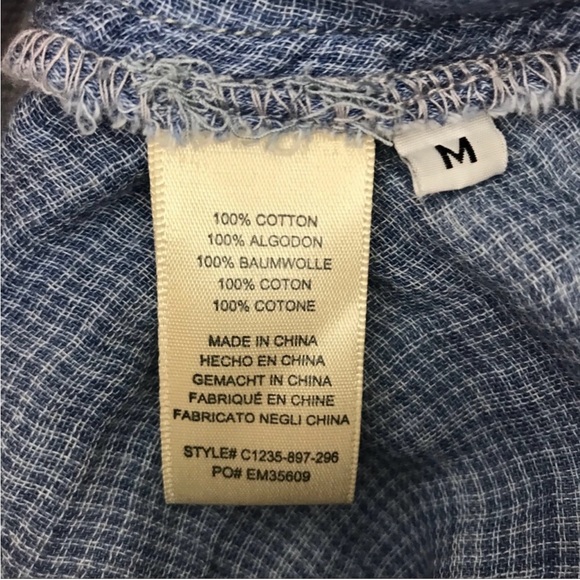 M
100% COTTON
100% ALGODON
100% BAUMWOLLE
100% COTON
100% COTONE
MADE IN CHINA
HECHO EN CHINA
GEMACHT IN CHINA
FABRIQUÉ EN CHINE
FABRICATO NEGLI CHINA
STYLE# C1235-897-296
PO# EM35609